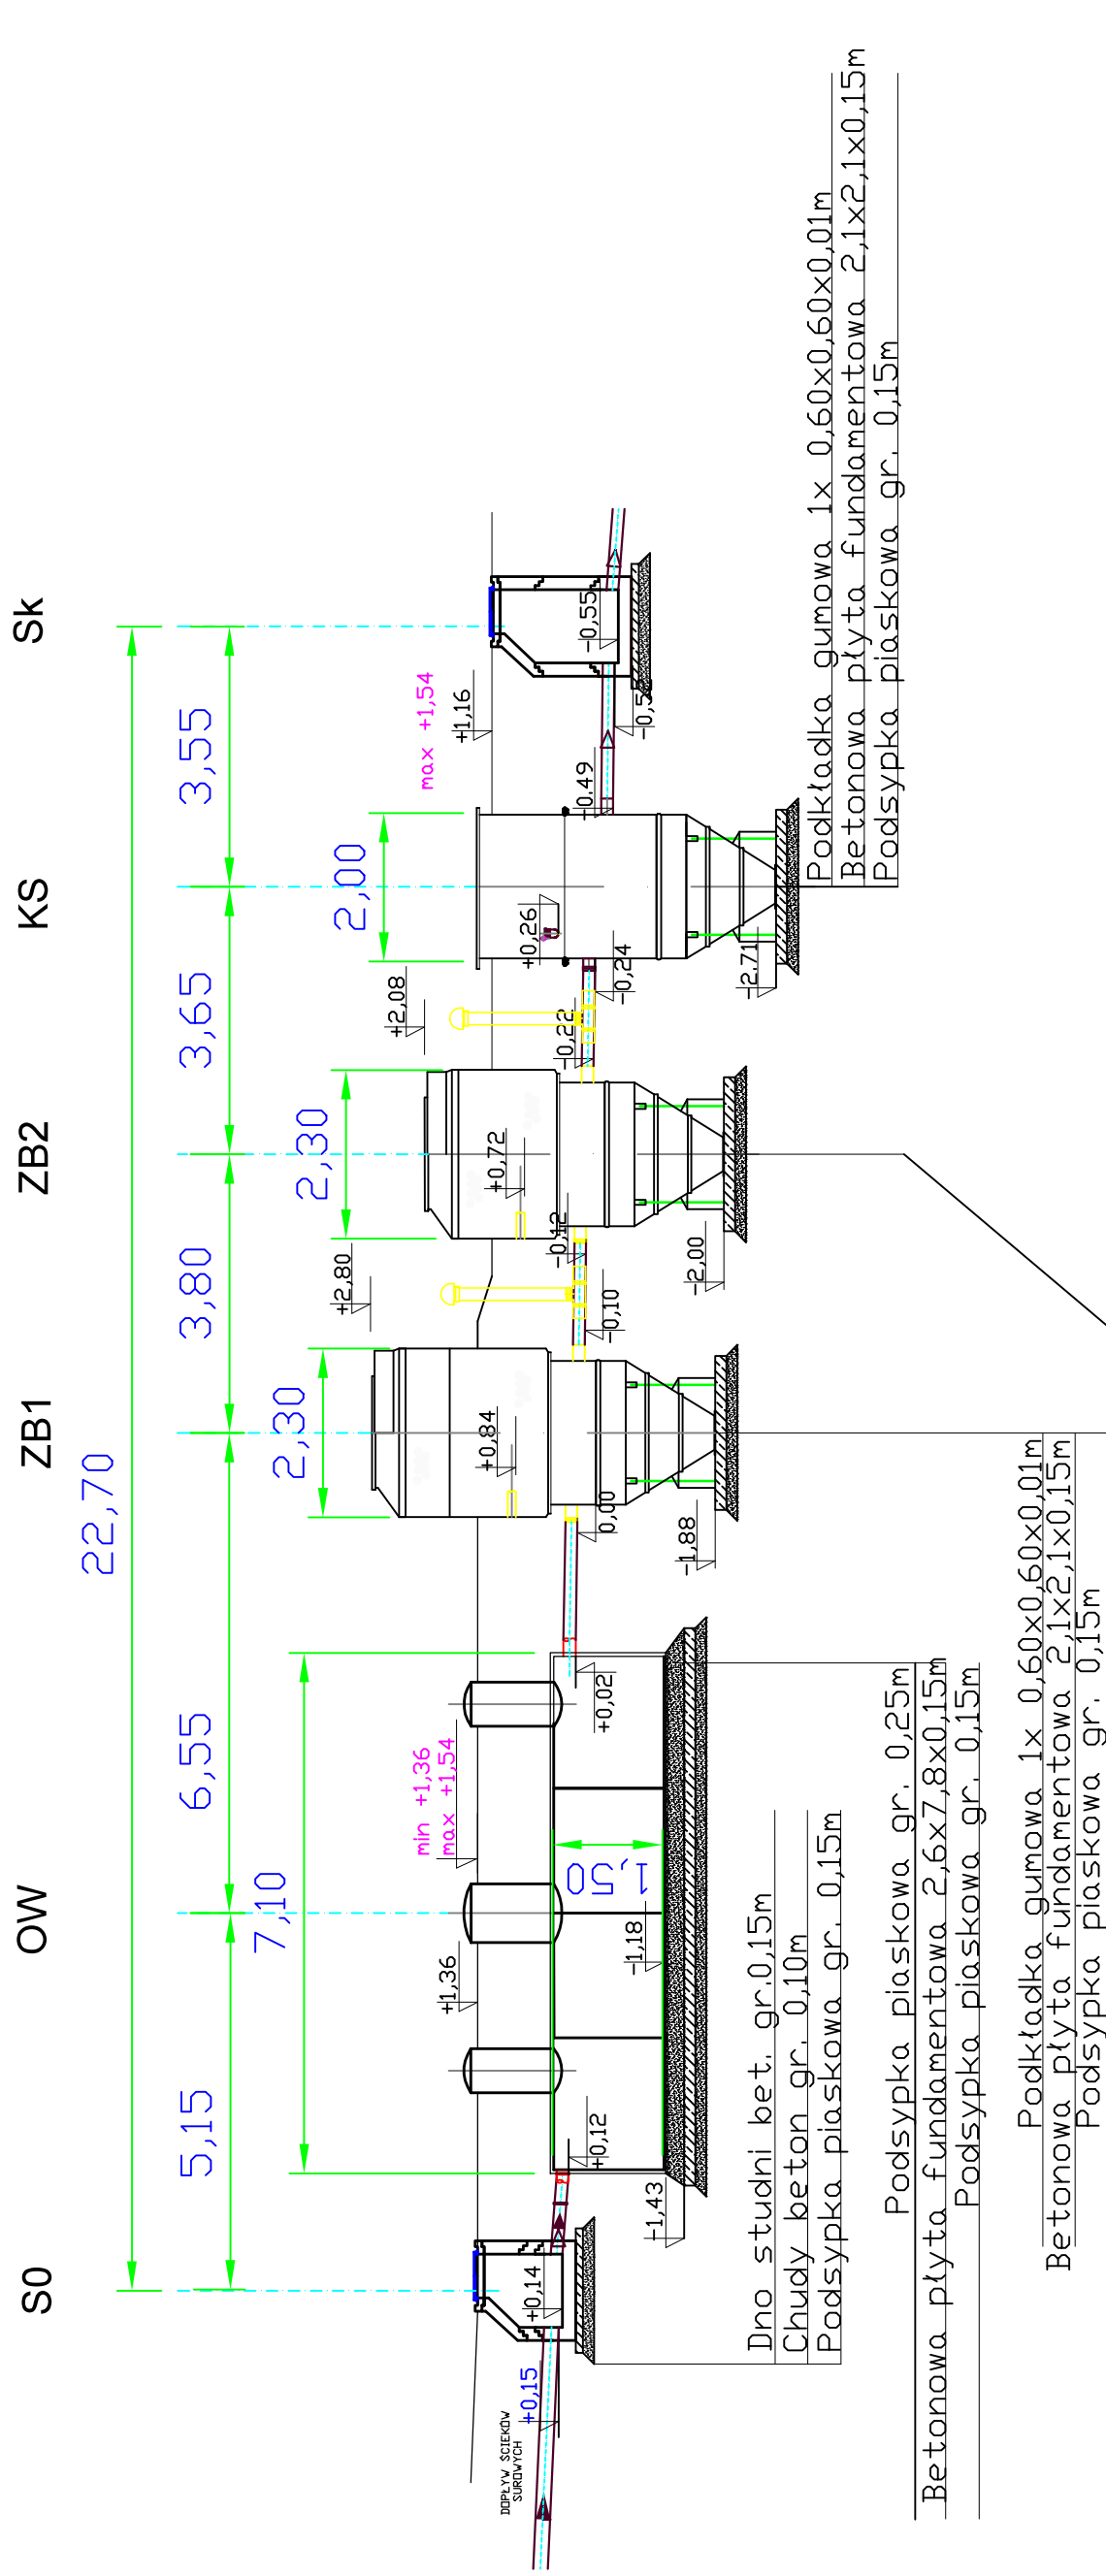 S0
OW
ZB1
ZB2
KS
Sk
22,70
5,15
6,55
3,80
3,65
3,55
7,10
2,30
2,30
2,00
+2,80
+2,08
min +1,36
max +1,54
max +1,54
+1,36
+1,16
DOPŁYW ŚCIEKÓW
SUROWYCH
+0,15
+0,14
+0,12
1,50
-1,18
-1,43
+0,02
0,00
+0,84
-1,88
-0,10
-0,12
+0,72
-2,00
-0,22
-0,24
+0,26
-2,71
-0,49
-0,55
Dno studni bet. gr.0,15m
Chudy beton gr. 0,10m
Podsypka piaskowa gr. 0,15m
Podsypka piaskowa gr. 0,25m
Betonowa płyta fundamentowa 2,6x7,8x0,15m
Podsypka piaskowa gr. 0,15m
Podkładka gumowa 1x 0,60x0,60x0,01m
Betonowa płyta fundamentowa 2,1x2,1x0,15m
Podsypka piaskowa gr. 0,15m
Podkładka gumowa 1x 0,60x0,60x0,01m
Betonowa płyta fundamentowa 2,1x2,1x0,15m
Podsypka piaskowa gr. 0,15m